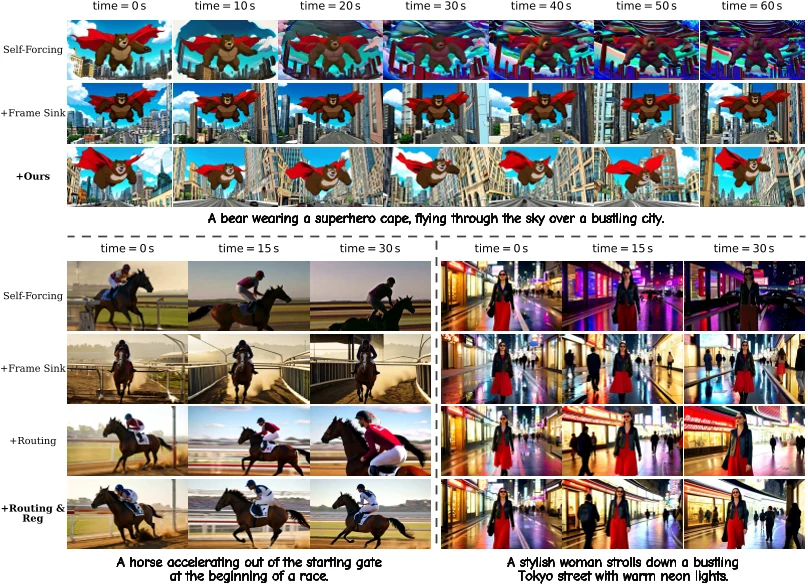 time = 0 s time = 10 s time = 20 s time = 30 s time = 40 s time = 50 s time = 60 s
Self-Forcing
+Frame Sink
+Ours
A bear wearing a superhero cape, flying through the sky over a bustling city.
time = 0 s time = 15 s time = 30 s time = 0 s time = 15 s time = 30 s
Self-Forcing
+Frame Sink
+Routing
+Routing &
Reg
A horse accelerating out of the starting gate
at the beginning of a race.
A stylish woman strolls down a bustling
Tokyo street with warm neon lights.